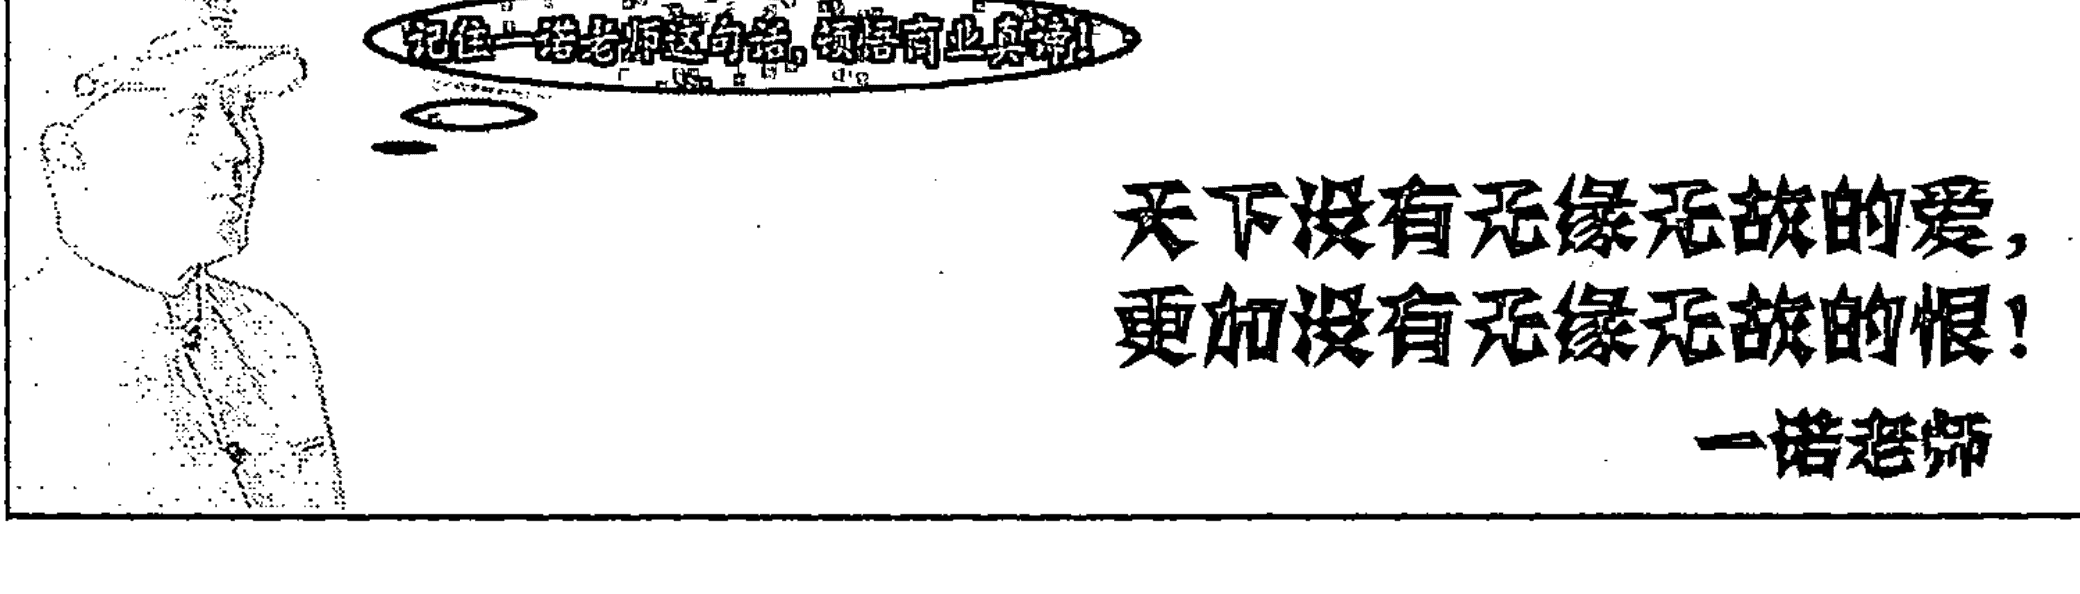 记住一诺老师这句话,领悟商业真谛!
天下没有无缘无故的爱,
更加没有无缘无故的恨!
一诺老师